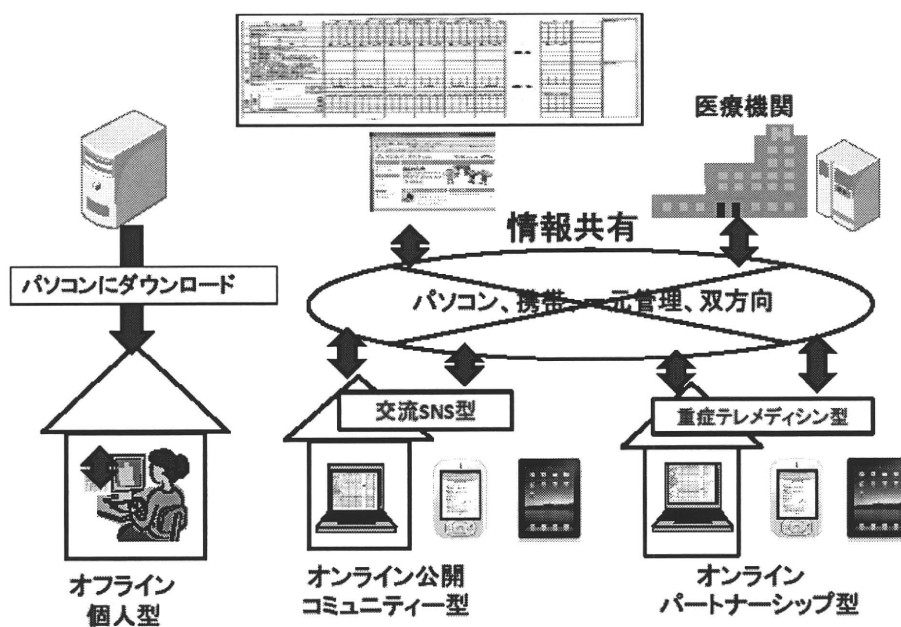 医療機関
情報共有
パソコンにダウンロード
パソコン、携帯、一元管理、双方向
交流SNS型
重症テレメディシン型
オフライン
個人型
オンライン公開
コミュニティー型
オンライン
パートナーシップ型